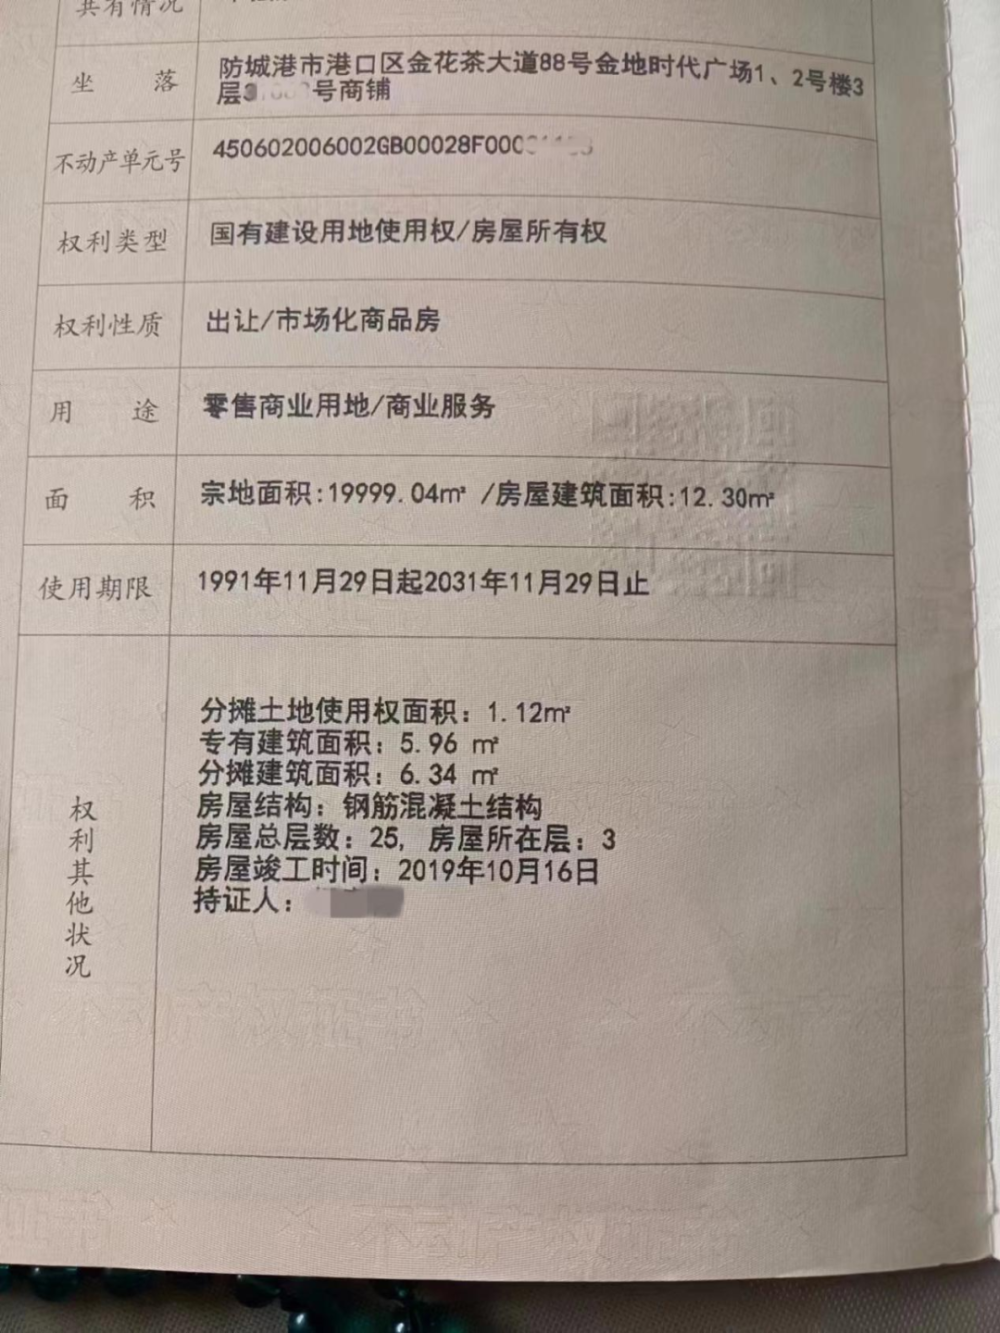 共有情况
坐落
防城港市港口区金花茶大道88号金地时代广场1、2号楼3
层3 号商铺
不动产单元号
450602006002GB00028F000
权利类型
国有建设用地使用权/房屋所有权
权利性质
出让/市场化商品房
用途
零售商业用地/商业服务
面积
宗地面积:19999.04㎡ /房屋建筑面积:12.30㎡
使用期限
1991年11月29日起2031年11月29日止
权利其他状况
分摊土地使用权面积：1.12㎡
专有建筑面积：5.96 ㎡
分摊建筑面积：6.34 ㎡
房屋结构：钢筋混凝土结构
房屋总层数：25, 房屋所在层：3
房屋竣工时间：2019年10月16日
持证人：